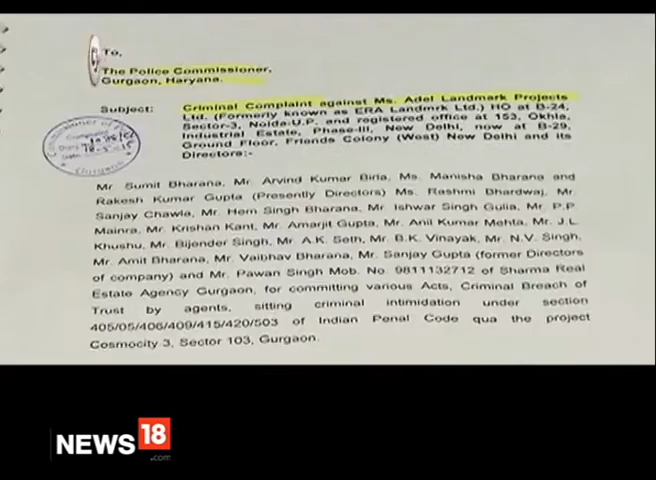 To,
The Police Commissioner,
Gurgaon, Haryana.
Subject: Criminal Complaint against Ms. Adel Landmark Projects
Ltd. (Formerly known as ERA Landmrk Ltd.) HO at B-24,
Sector-3, Noida-U.P. and registered office at 153, Okhla,
Industrial Estate, Phase-III, New Delhi, now at B-29,
Ground Floor, Friends Colony (West) New Delhi and its
Directors:-
Gurgaon
Mr Sumit Bharana, Mr. Arvind Kumar Birla, Ms. Manisha Bharana and
Rakesh Kumar Gupta (Presently Directors) Ms. Rashmi Bhardwaj, Mr.
Sanjay Chawla, Mr. Hem Singh Bharana, Mr. Ishwar Singh Gulia, Mr. P.P.
Mainra, Mr. Krishan Kant, Mr. Amarjit Gupta, Mr. Anil Kumar Mehta, Mr. J.L.
Khushu, Mr. Bijender Singh, Mr. A.K. Seth, Mr. B.K. Vinayak, Mr. N.V. Singh,
Mr. Amit Bharana, Mr. Vaibhav Bharana, Mr. Sanjay Gupta (former Directors
of company) and Mr. Pawan Singh Mob. No. 9811132712 of Sharma Real
Estate Agency Gurgaon, for committing various Acts, Criminal Breach of
Trust by agents, sitting criminal intimidation under section
405/05/406/409/415/420/503 of Indian Penal Code qua the project
Cosmocity 3, Sector 103, Gurgaon.
NEWS 18
.com